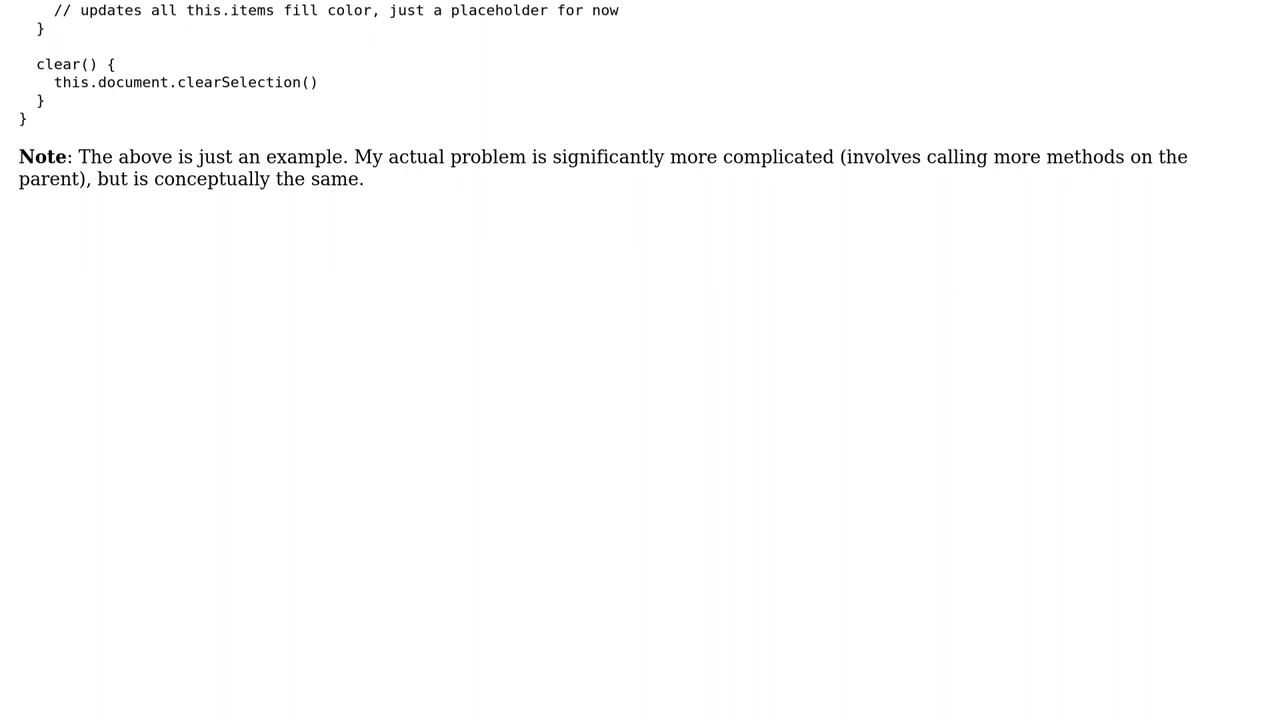 // updates all this.items fill color, just a placeholder for now
  }

  clear() {
    this.document.clearSelection()
  }
}
Note: The above is just an example. My actual problem is significantly more complicated (involves calling more methods on the
parent), but is conceptually the same.